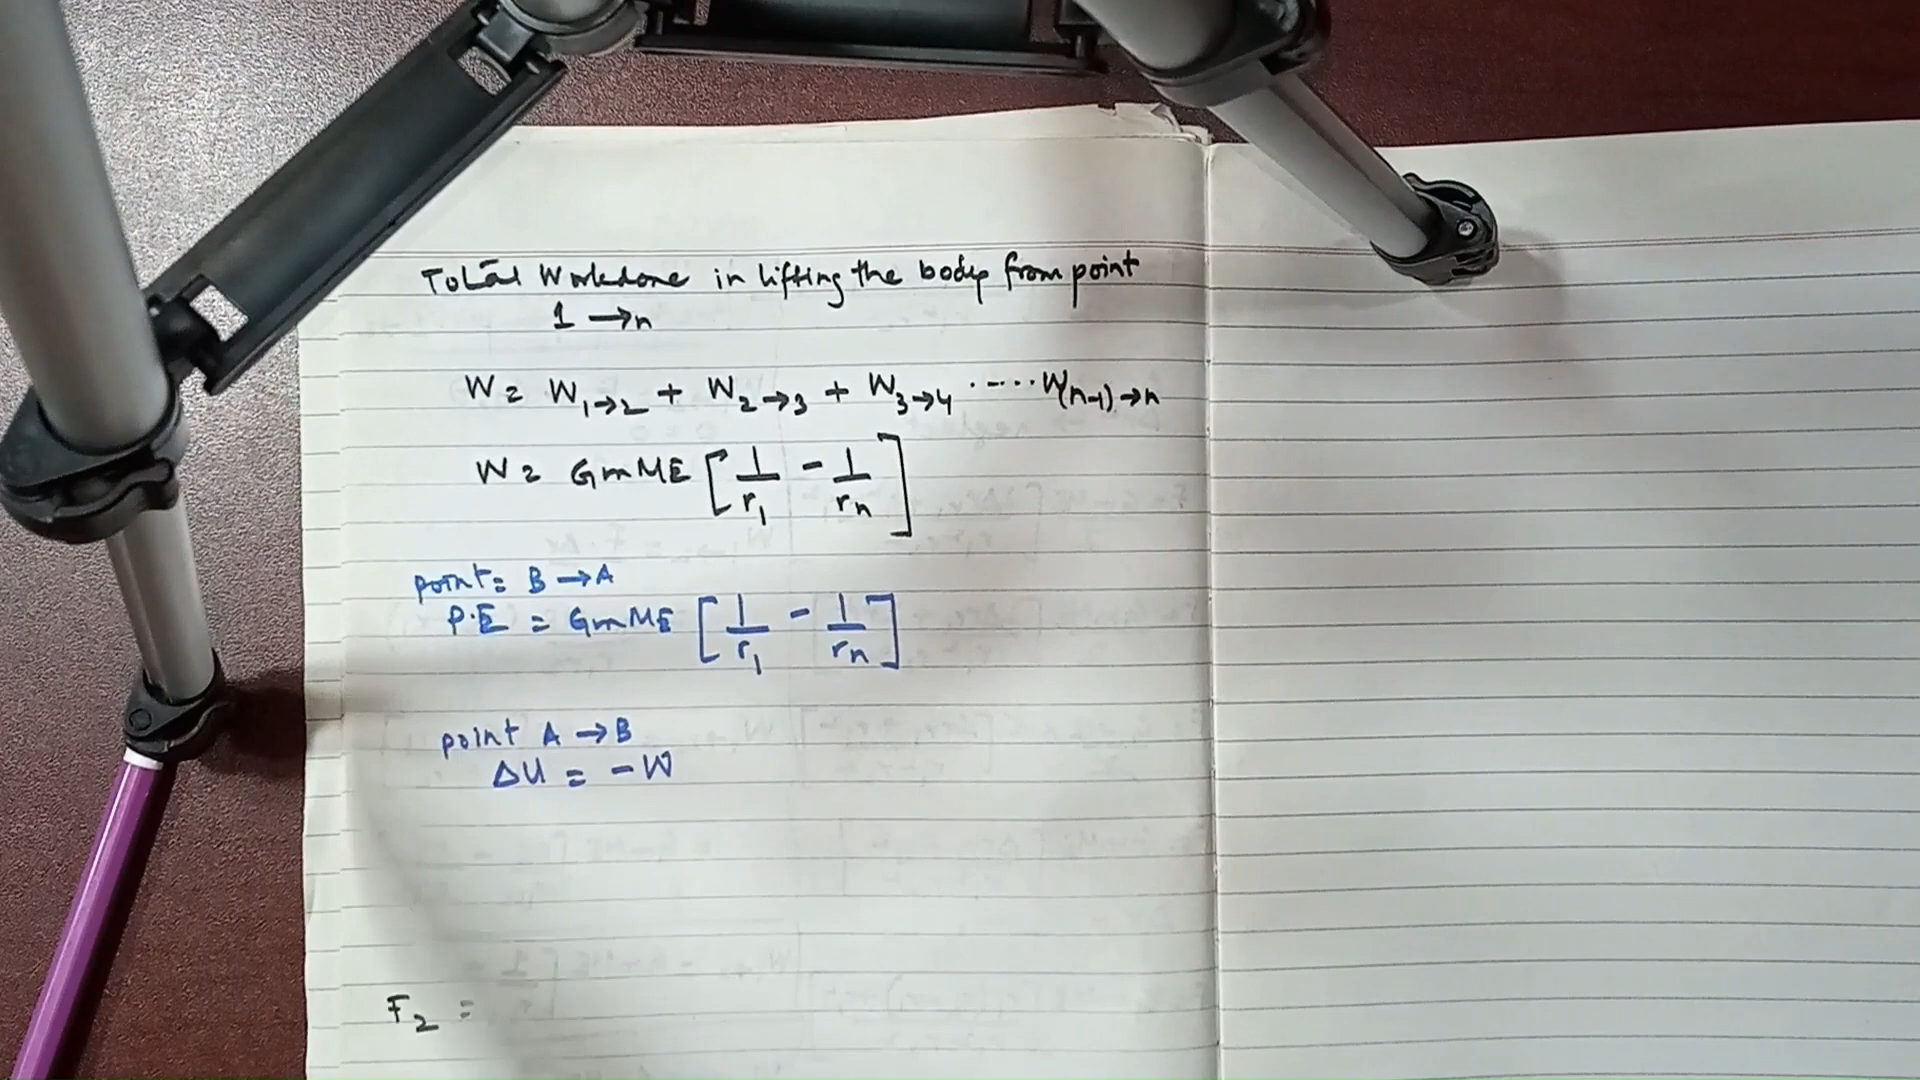 Total Workdone in lifting the body from point
1 → n
W = W1→2 + W2→3 + W3→4 ....... W(n-1)→n
W = GmME [1/r1 - 1/rn]
point= B → A
P.E = GmME [1/r1 - 1/rn]
point A → B
ΔU = -W
F2 =